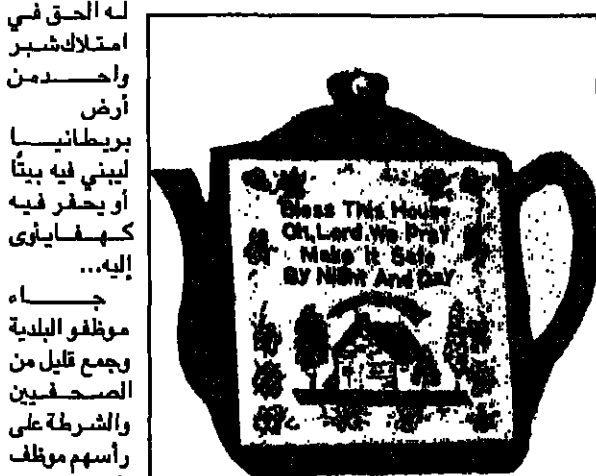 له الحق في
امتلاك شبر
واحد من
أرض
بريطانيا
ليبني فيه بيتًا
أو يحفر فيه
كهفا يأوى
إليه...
جاء
موظفو البلدية
وجمع قليل من
الصحفيين
والشرطة على
رأسهم موظف
Bless This House
Oh, Lord, We Pray
Make It Safe
By Night And Day